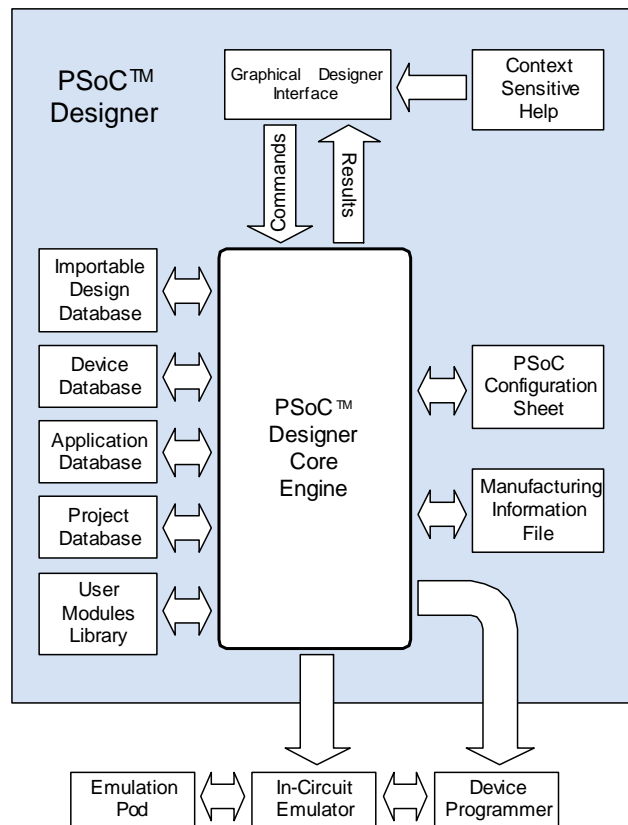 PSoC™
Designer
Graphical Designer
Interface
Context
Sensitive
Help
Commands
Results
Importable
Design
Database
Device
Database
Application
Database
Project
Database
User
Modules
Library
PSoC™
Designer
Core
Engine
PSoC
Configuration
Sheet
Manufacturing
Information
File
Emulation
Pod
In-Circuit
Emulator
Device
Programmer